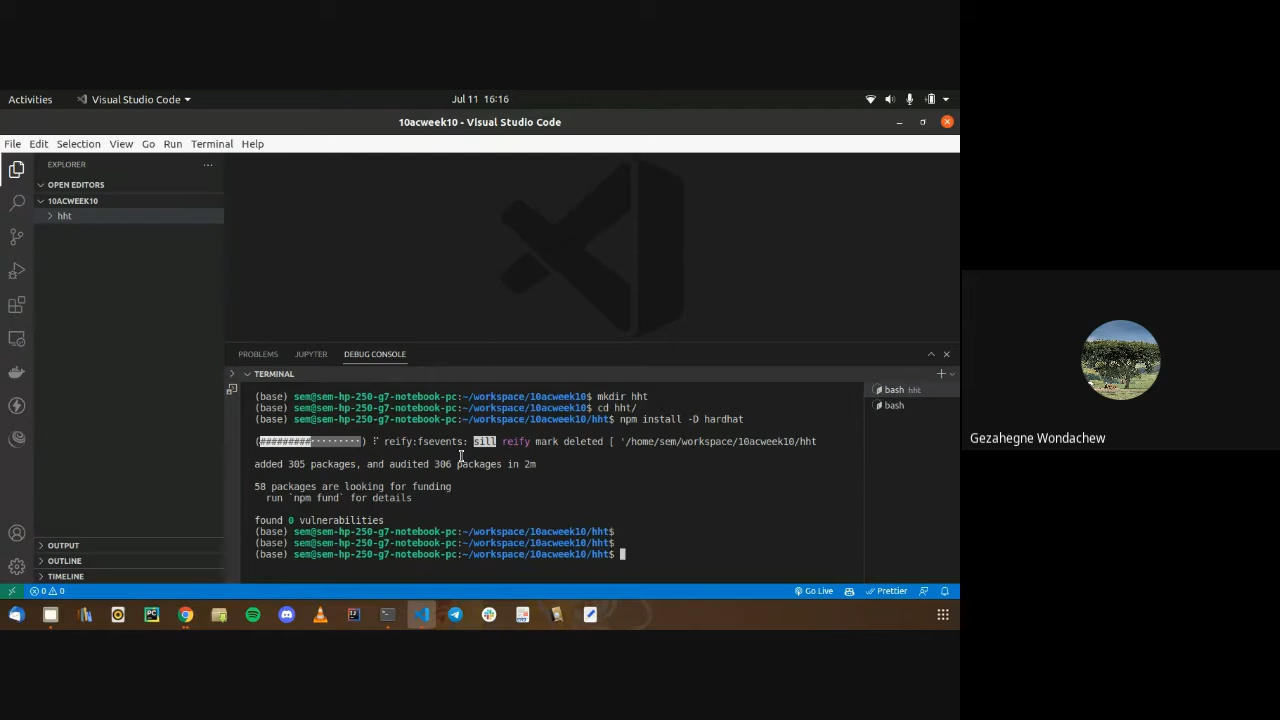 Activities Visual Studio Code Jul 11 16:16
10acweek10 - Visual Studio Code
File Edit Selection View Go Run Terminal Help
EXPLORER ...
OPEN EDITORS
10ACWEEK10
hht
PROBLEMS JUPYTER DEBUG CONSOLE
TERMINAL
(base) sem@sem-hp-250-g7-notebook-pc:~/workspace/10acweek10$ mkdir hht
(base) sem@sem-hp-250-g7-notebook-pc:~/workspace/10acweek10$ cd hht/
(base) sem@sem-hp-250-g7-notebook-pc:~/workspace/10acweek10/hht$ npm install -D hardhat
(#########·········) ⠋ reify:fsevents: sill reify mark deleted [ '/home/sem/workspace/10acweek10/hht
added 305 packages, and audited 306 packages in 2m
58 packages are looking for funding
run `npm fund` for details
found 0 vulnerabilities
(base) sem@sem-hp-250-g7-notebook-pc:~/workspace/10acweek10/hht$
(base) sem@sem-hp-250-g7-notebook-pc:~/workspace/10acweek10/hht$
(base) sem@sem-hp-250-g7-notebook-pc:~/workspace/10acweek10/hht$
bash hht
bash
OUTPUT
OUTLINE
TIMELINE
0 0 Go Live Prettier
Gezahegne Wondachew